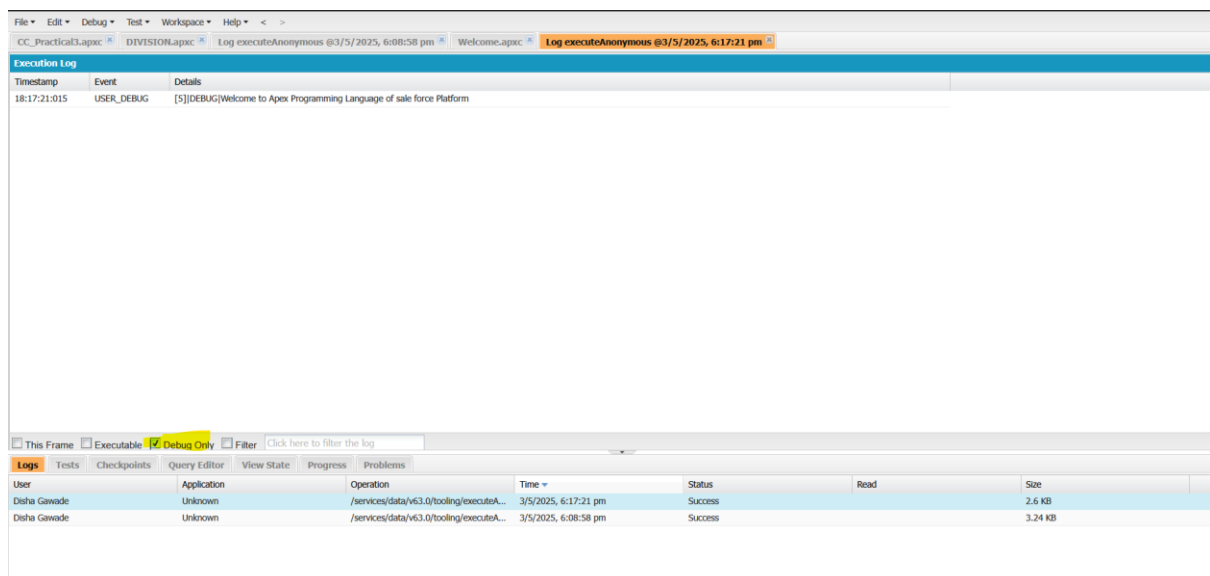 File Edit Debug Test Workspace Help < >
CC_Practical3.apxc DIVISION.apxc Log executeAnonymous @3/5/2025, 6:08:58 pm Welcome.apxc Log executeAnonymous @3/5/2025, 6:17:21 pm
Execution Log
Timestamp Event Details
18:17:21:015 USER_DEBUG [5]|DEBUG|Welcome to Apex Programming Language of sale force Platform
This Frame Executable Debug Only Filter Click here to filter the log
Logs Tests Checkpoints Query Editor View State Progress Problems
User Application Operation Time Status Read Size
Disha Gawade Unknown /services/data/v63.0/tooling/executeA... 3/5/2025, 6:17:21 pm Success 2.6 KB
Disha Gawade Unknown /services/data/v63.0/tooling/executeA... 3/5/2025, 6:08:58 pm Success 3.24 KB